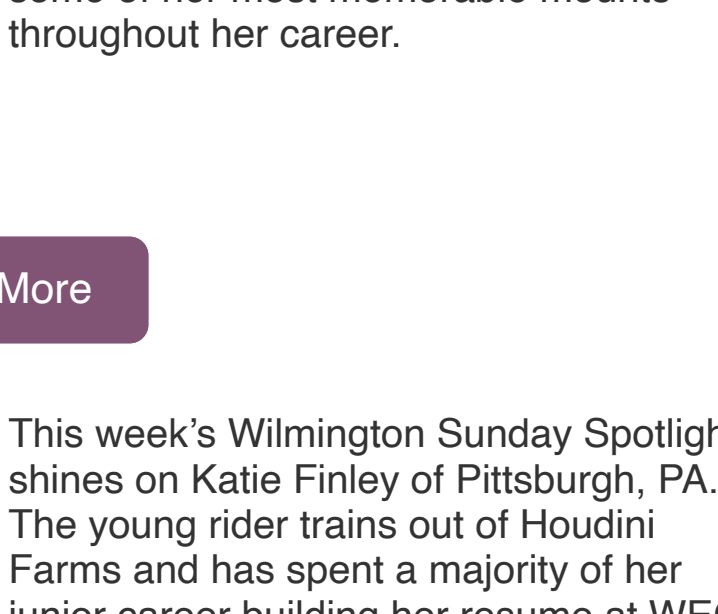 some of her most memorable mounts
throughout her career.
More
This week’s Wilmington Sunday Spotlight
shines on Katie Finley of Pittsburgh, PA.
The young rider trains out of Houdini
Farms and has spent a majority of her
junior career building her resume at WEC